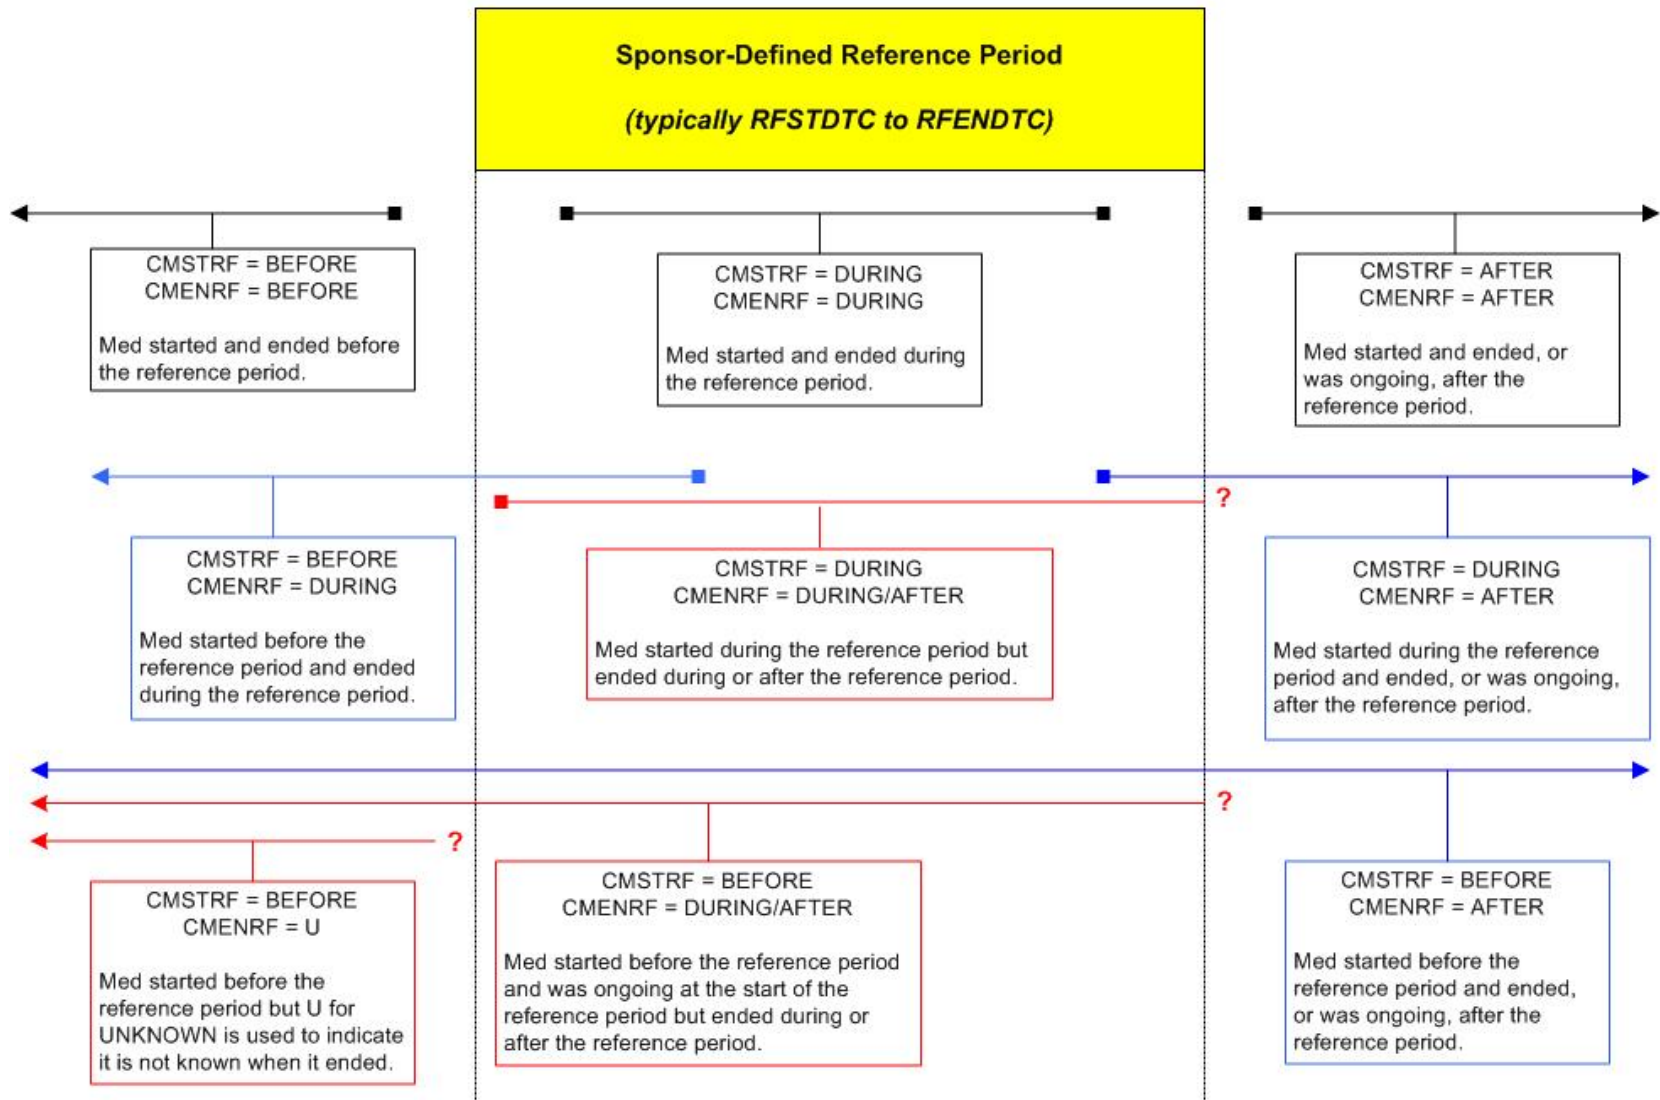 Sponsor-Defined Reference Period
(typically RFSTDTC to RFENDTC)
CMSTRF = BEFORE
CMENRF = BEFORE
Med started and ended before
the reference period.
CMSTRF = DURING
CMENRF = DURING
Med started and ended during
the reference period.
CMSTRF = AFTER
CMENRF = AFTER
Med started and ended, or
was ongoing, after the
reference period.
?
CMSTRF = BEFORE
CMENRF = DURING
Med started before the
reference period and ended
during the reference period.
CMSTRF = DURING
CMENRF = DURING/AFTER
Med started during the reference period but
ended during or after the reference period.
CMSTRF = DURING
CMENRF = AFTER
Med started during the reference
period and ended, or was ongoing,
after the reference period.
?
?
CMSTRF = BEFORE
CMENRF = U
Med started before the
reference period but U for
UNKNOWN is used to indicate
it is not known when it ended.
CMSTRF = BEFORE
CMENRF = DURING/AFTER
Med started before the reference period
and was ongoing at the start of the
reference period but ended during or
after the reference period.
CMSTRF = BEFORE
CMENRF = AFTER
Med started before the
reference period and ended,
or was ongoing, after the
reference period.